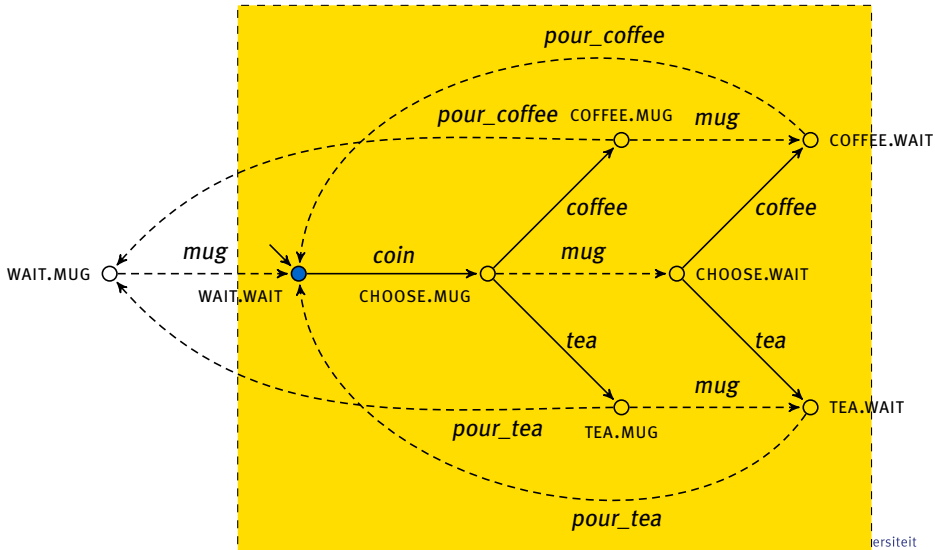 pour_coffee
pour_coffee
COFFEE.MUG
mug
COFFEE.WAIT
coffee
coffee
mug
coin
mug
WAIT.MUG
WAIT.WAIT
CHOOSE.MUG
CHOOSE.WAIT
tea
tea
mug
TEA.WAIT
pour_tea
TEA.MUG
pour_tea
ersiteit